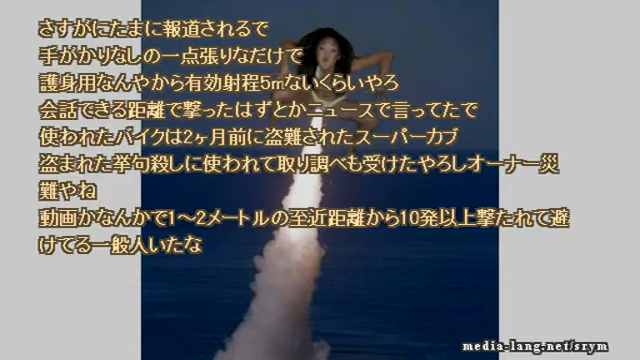 さすがにたまに報道されるで
手がかりなしの一点張りなだけで
護身用なんやから有効射程5mないくらいやろ
会話できる距離で撃ったはずとかニュースで言ってたで
使われたバイクは2ヶ月前に盗難されたスーパーカブ
盗まれた挙句殺しに使われて取り調べも受けたやろしオーナー災
難やね
動画かなんかで1～2メートルの至近距離から10発以上撃たれて避
けてる一般人いたな
media-lang.net/srym